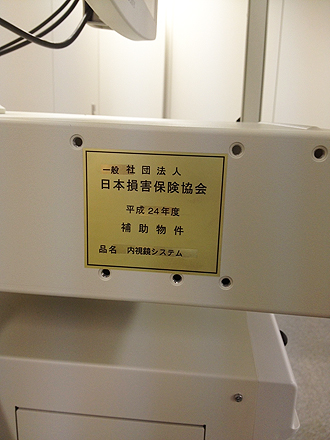 一般 社団法人
日本損害保険協会
平成24年度
補助物件
品名 内視鏡システム